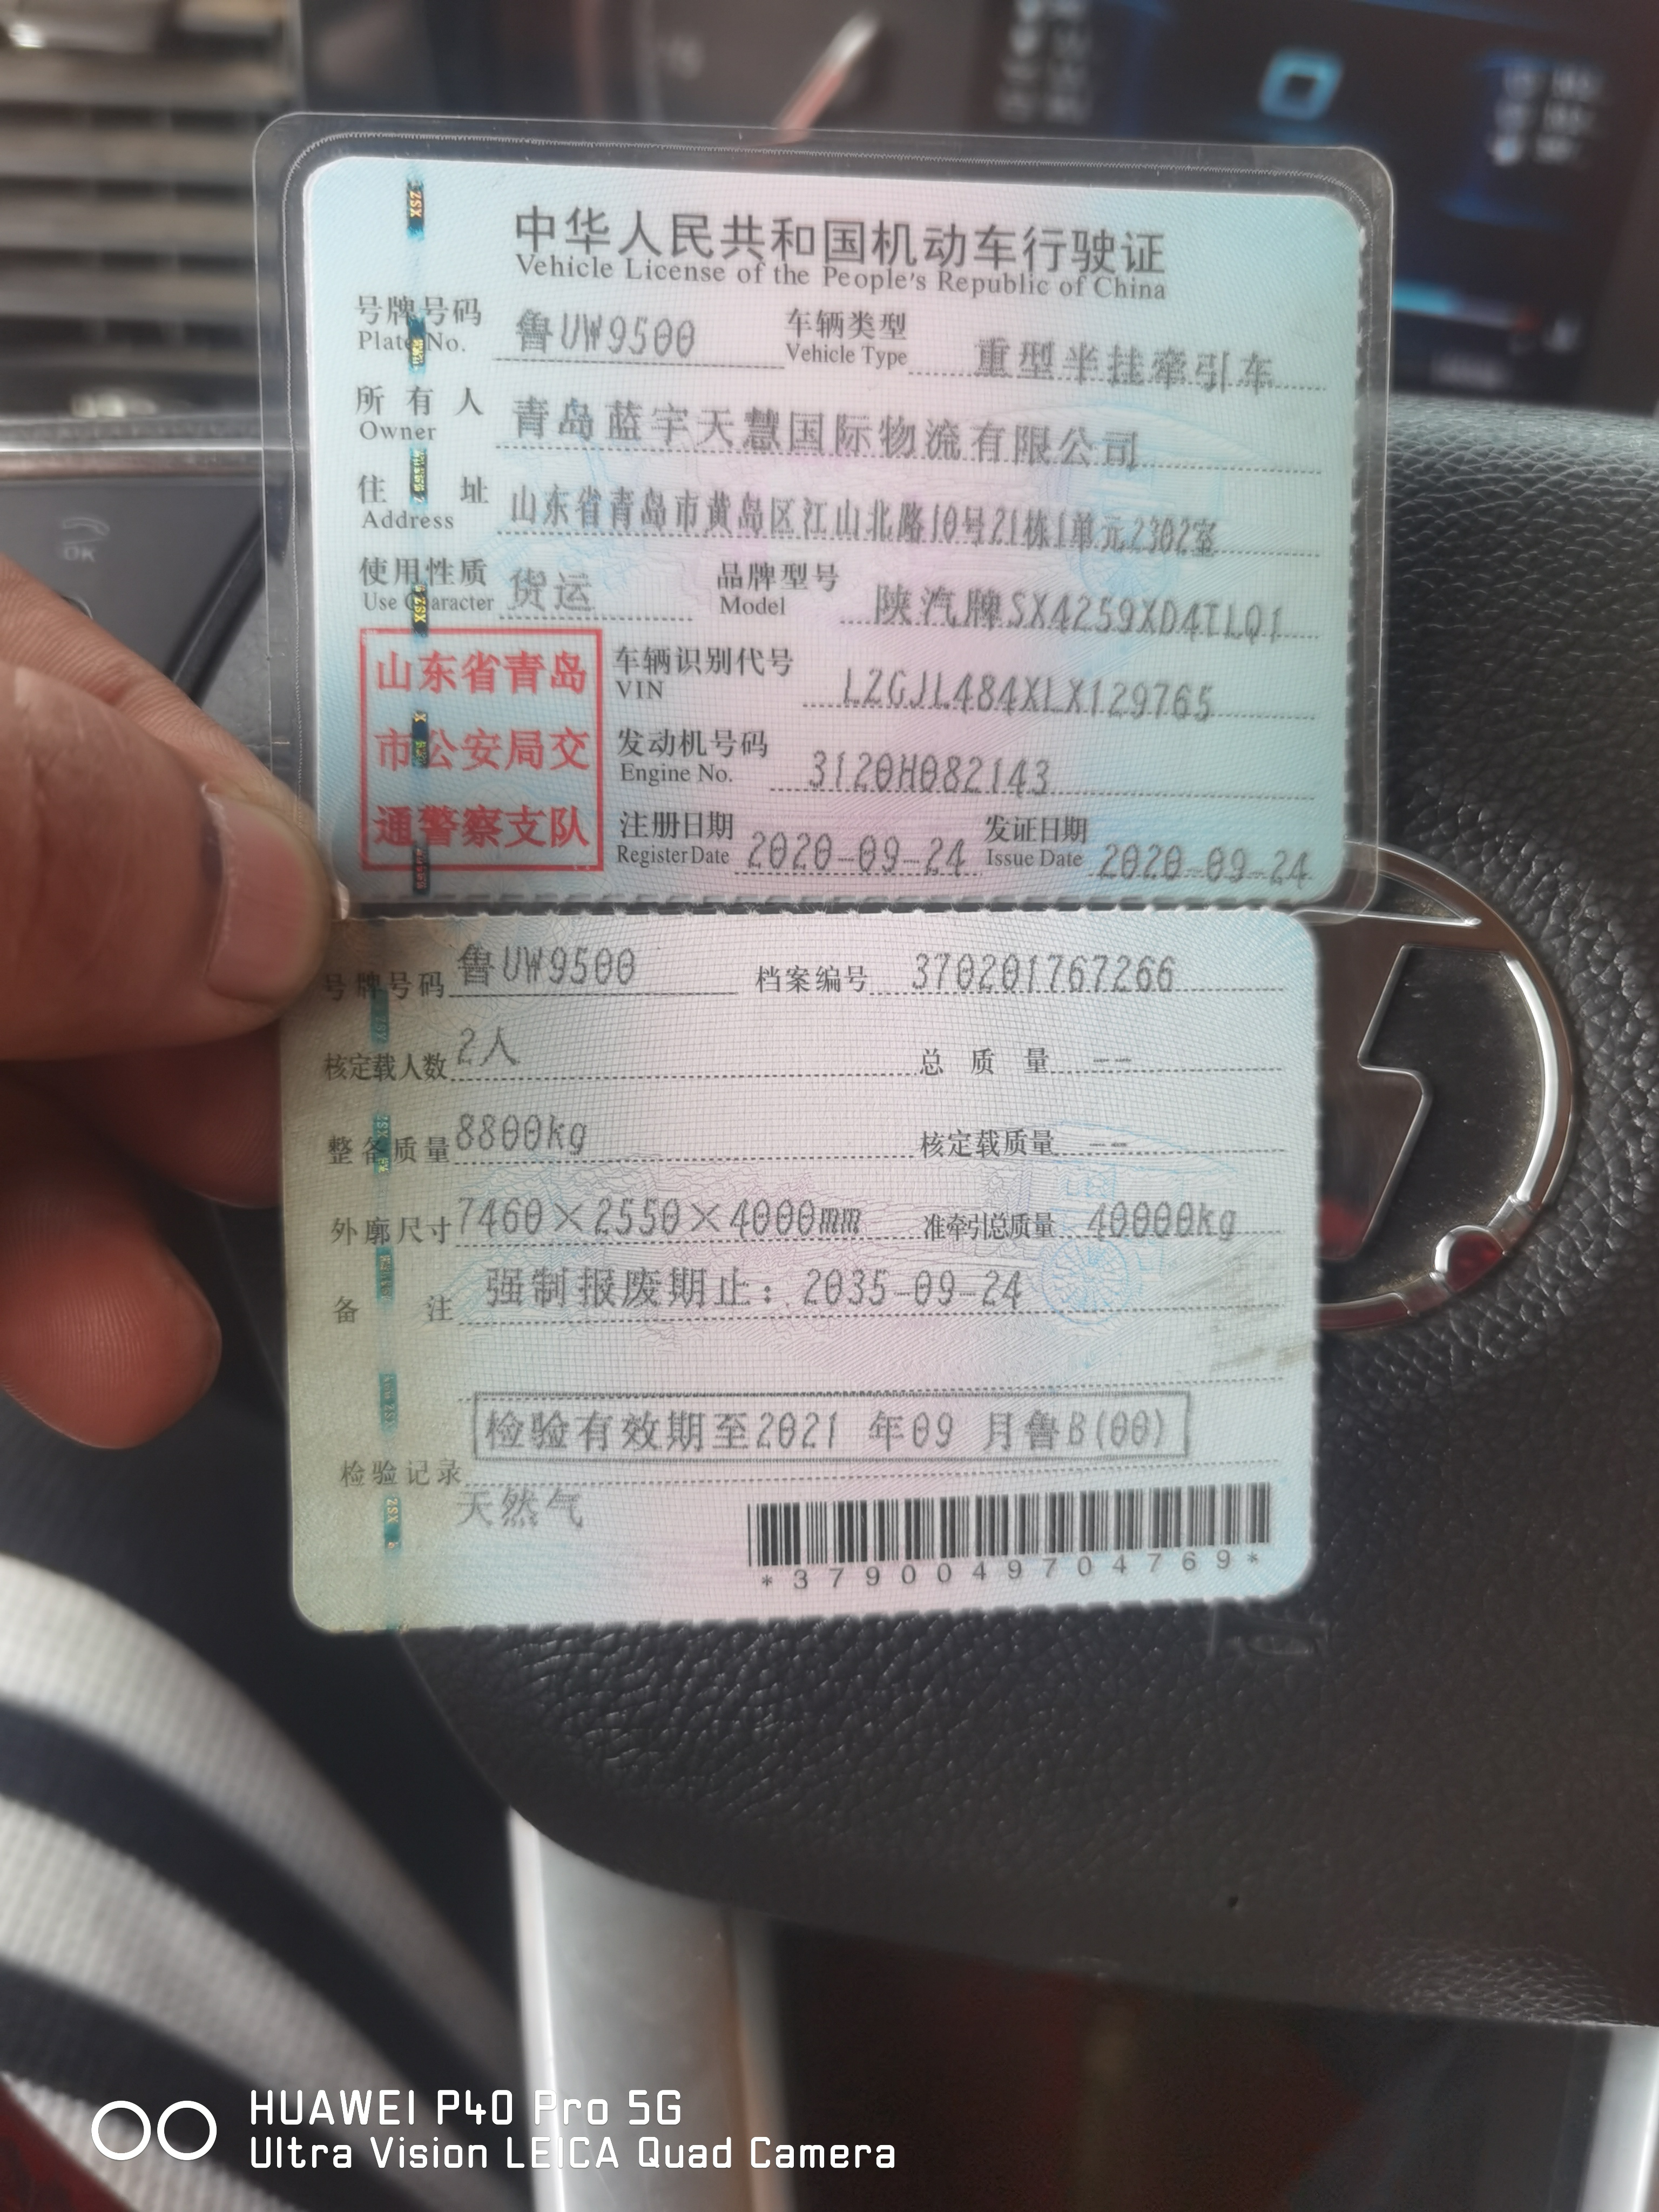 中华人民共和国机动车行驶证
Vehicle License of the People's Republic of China
号牌号码 鲁UW9500 车辆类型 重型半挂牵引车
Plate No. Vehicle Type
所有人 青岛蓝宇天慧国际物流有限公司
Owner
住址 山东省青岛市黄岛区江山北路10号21栋1单元2302室
Address
使用性质 货运 品牌型号 陕汽牌SX4259XD4TLQ1
Use Character Model
山东省青岛
市公安局交
通警察支队
车辆识别代号 LZGJL484XLX129765
VIN
发动机号码 3120H082143
Engine No.
注册日期 2020-09-24 发证日期 2020-09-24
Register Date Issue Date
号牌号码 鲁UW9500 档案编号 370201767266
核定载人数 2人 总质量 --
整备质量 8800kg 核定载质量 --
外廓尺寸 7460×2550×4000mm 准牵引总质量 40000kg
备注 强制报废期止：2035-09-24
检验有效期至2021 年09 月鲁B(00)
检验记录
天然气
*3790049704769*
OK
HUAWEI P40 Pro 5G
Ultra Vision LEICA Quad Camera